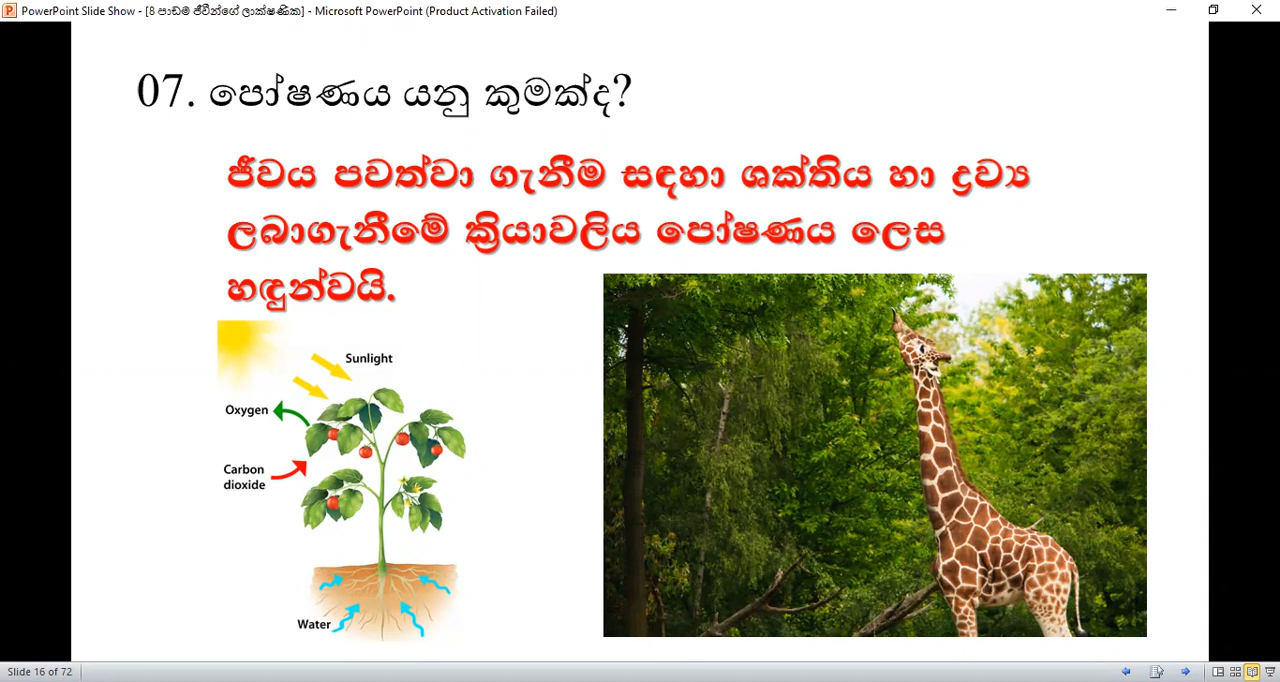 PowerPoint Slide Show - [8 පාඩම ජීවීන්ගේ ලාක්ෂණික] - Microsoft PowerPoint (Product Activation Failed)
07. පෝෂණය යනු කුමක්ද?
ජීවය පවත්වා ගැනීම සඳහා ශක්තිය හා ද්‍රව්‍ය
ලබාගැනීමේ ක්‍රියාවලිය පෝෂණය ලෙස
හඳුන්වයි.
Sunlight
Oxygen
Carbon
dioxide
Water
Slide 16 of 72